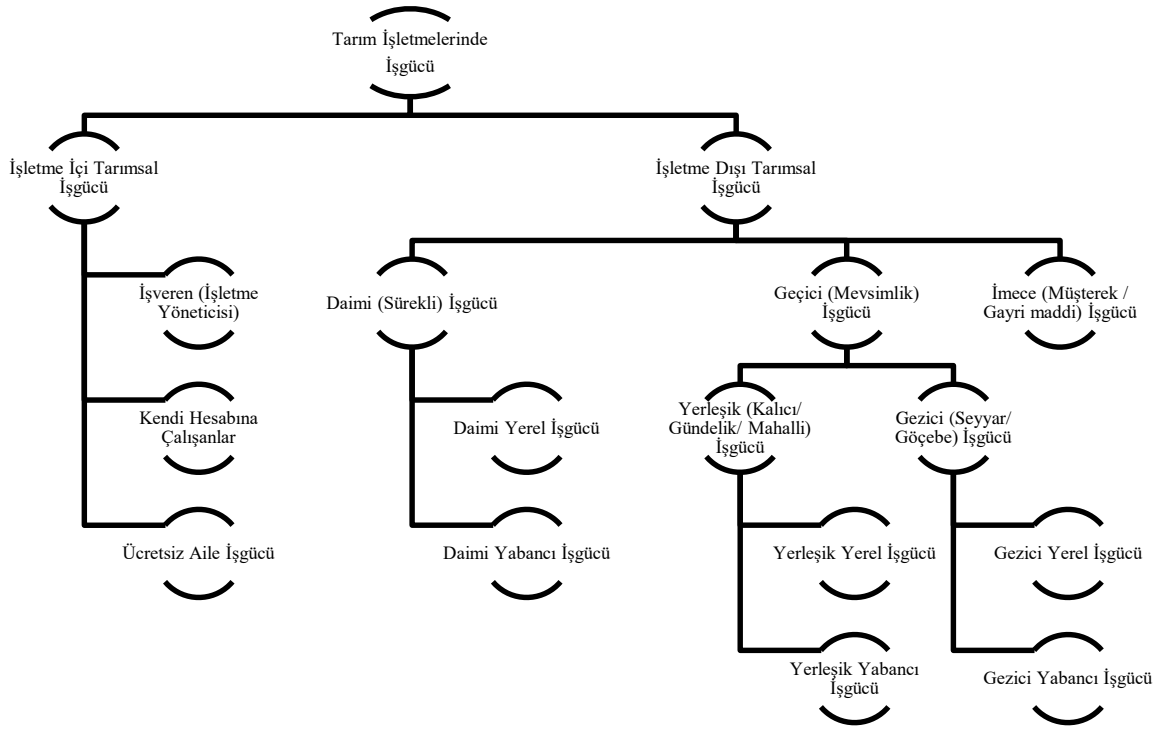 Tarım İşletmelerinde
İşgücü
İşletme İçi Tarımsal
İşgücü
İşletme Dışı Tarımsal
İşgücü
İşveren (İşletme
Yöneticisi)
Daimi (Sürekli) İşgücü
Geçici (Mevsimlik)
İşgücü
İmece (Müşterek /
Gayri maddi) İşgücü
Kendi Hesabına
Çalışanlar
Daimi Yerel İşgücü
Yerleşik (Kalıcı/
Gündelik/ Mahalli)
İşgücü
Gezici (Seyyar/
Göçebe) İşgücü
Ücretsiz Aile İşgücü
Daimi Yabancı İşgücü
Yerleşik Yerel İşgücü
Gezici Yerel İşgücü
Yerleşik Yabancı
İşgücü
Gezici Yabancı İşgücü